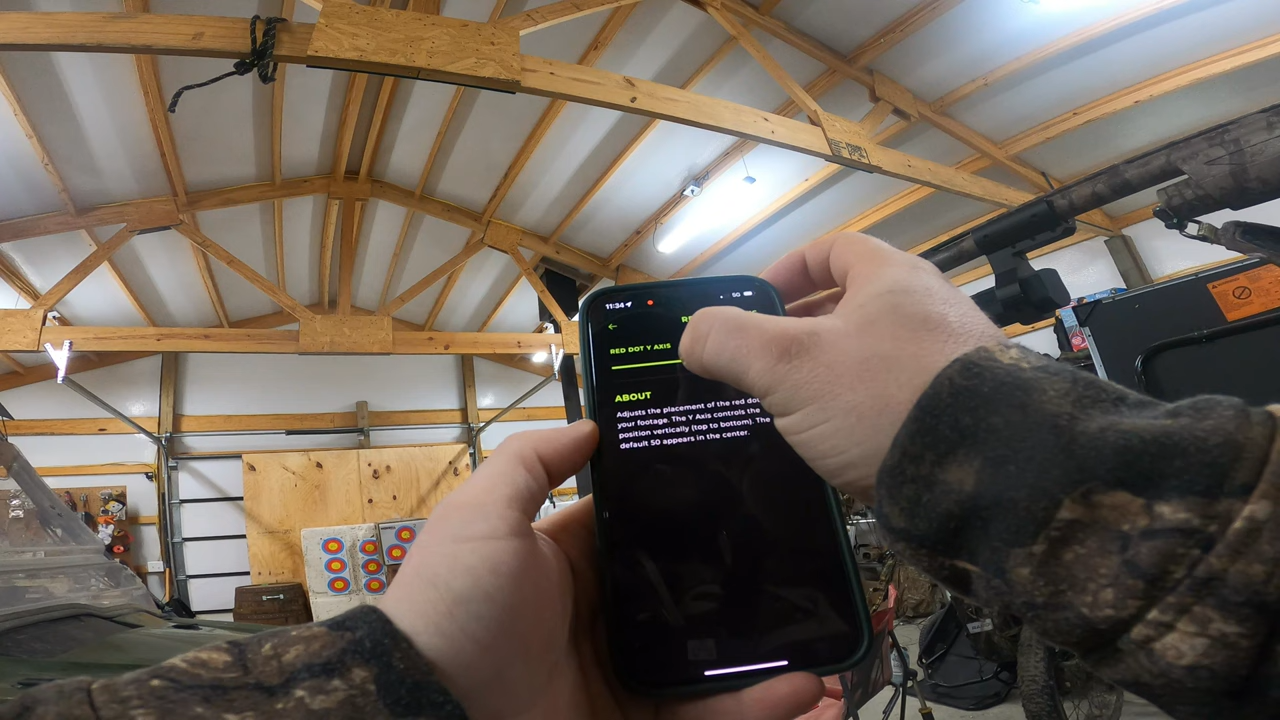 11:34
5G
RED DOT Y AXIS
ABOUT
Adjusts the placement of the red dot
your footage. The Y Axis controls the
position vertically (top to bottom). The
default 50 appears in the center.